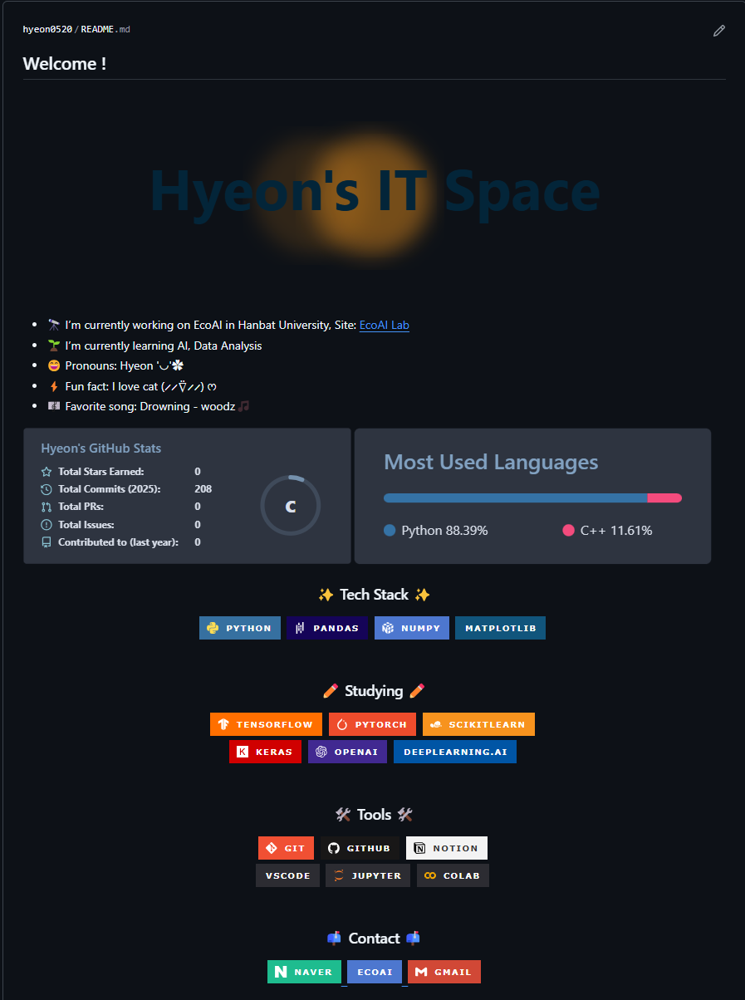 hyeon0520/README.md
Welcome !
Hyeon's IT Space
I'm currently working on EcoAI in Hanbat University, Site: EcoAI Lab
I'm currently learning AI, Data Analysis
Pronouns: Hyeon '◡'✽
Fun fact: I love cat (⸝⸝⍢⸝⸝) ෆ
Favorite song: Drowning - woodz
Hyeon's GitHub Stats
Total Stars Earned: 0
Total Commits (2025): 208
Total PRs: 0
Total Issues: 0
Contributed to (last year): 0
C
Most Used Languages
Python 88.39% C++ 11.61%
✨ Tech Stack ✨
PYTHON PANDAS NUMPY MATPLOTLIB
Studying
TENSORFLOW PYTORCH SCIKITLEARN
KERAS OPENAI DEEPLEARNING.AI
Tools
GIT GITHUB NOTION
VSCODE JUPYTER COLAB
Contact
NAVER ECOAI GMAIL